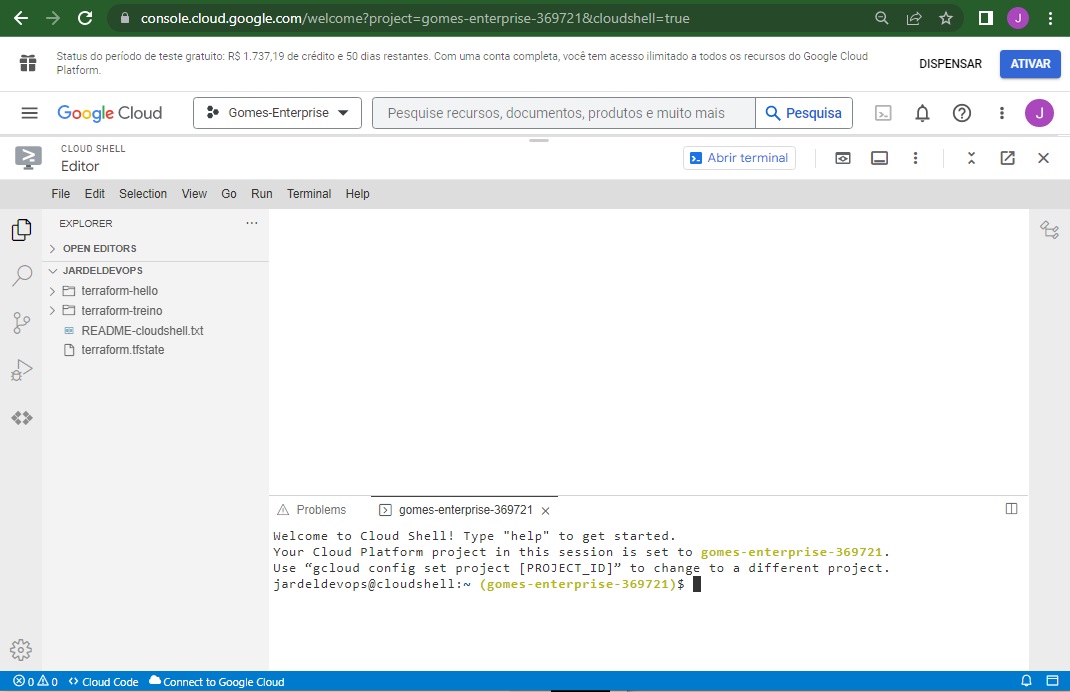 console.cloud.google.com/welcome?project=gomes-enterprise-369721&cloudshell=true
J
Status do período de teste gratuito: R$ 1.737,19 de crédito e 50 dias restantes. Com uma conta completa, você tem acesso ilimitado a todos os recursos do Google Cloud
Platform.
DISPENSAR
ATIVAR
Google Cloud
Gomes-Enterprise
Pesquise recursos, documentos, produtos e muito mais
Pesquisa
J
CLOUD SHELL
Editor
Abrir terminal
File Edit Selection View Go Run Terminal Help
EXPLORER
OPEN EDITORS
JARDELDEVOPS
terraform-hello
terraform-treino
README-cloudshell.txt
terraform.tfstate
Problems
gomes-enterprise-369721
Welcome to Cloud Shell! Type "help" to get started.
Your Cloud Platform project in this session is set to gomes-enterprise-369721.
Use “gcloud config set project [PROJECT_ID]” to change to a different project.
jardeldevops@cloudshell:~ (gomes-enterprise-369721)$
0 0 <> Cloud Code Connect to Google Cloud